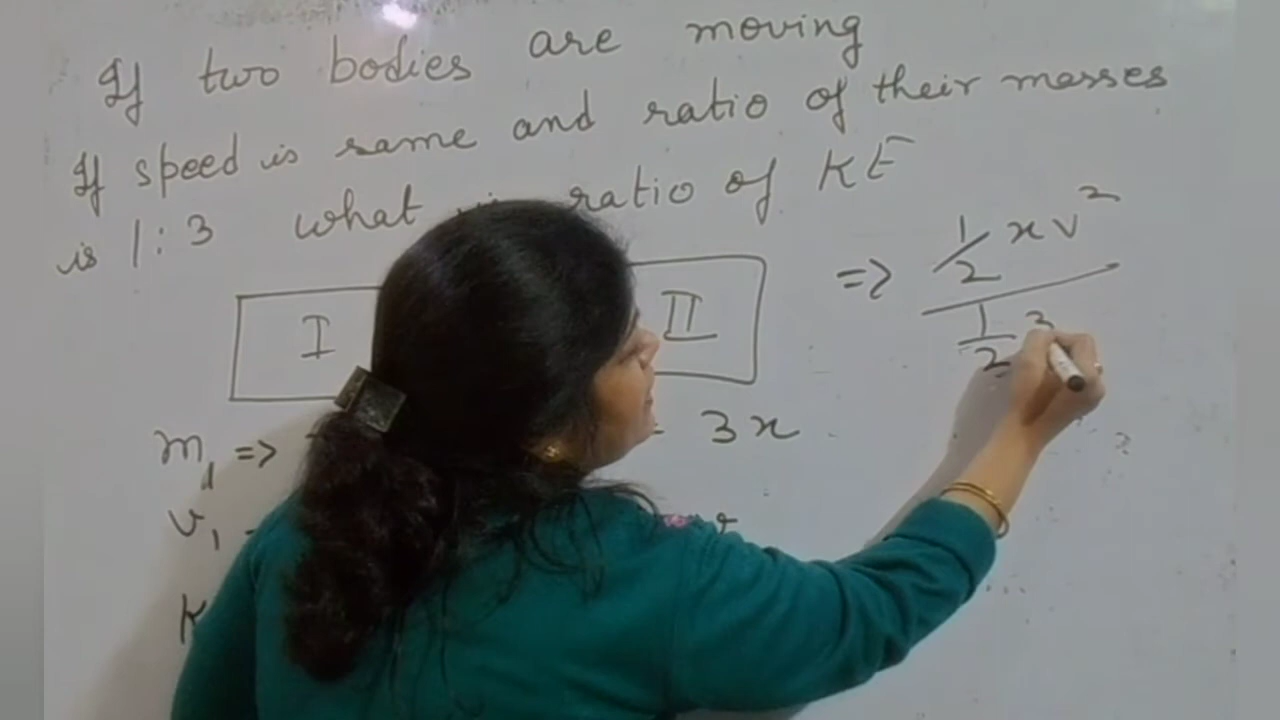 If two bodies are moving
If speed is same and ratio of their masses
is 1:3 what ratio of KE
I II
=> 1/2 x v²
1/2 3
m₁ => 3x
v₁
K